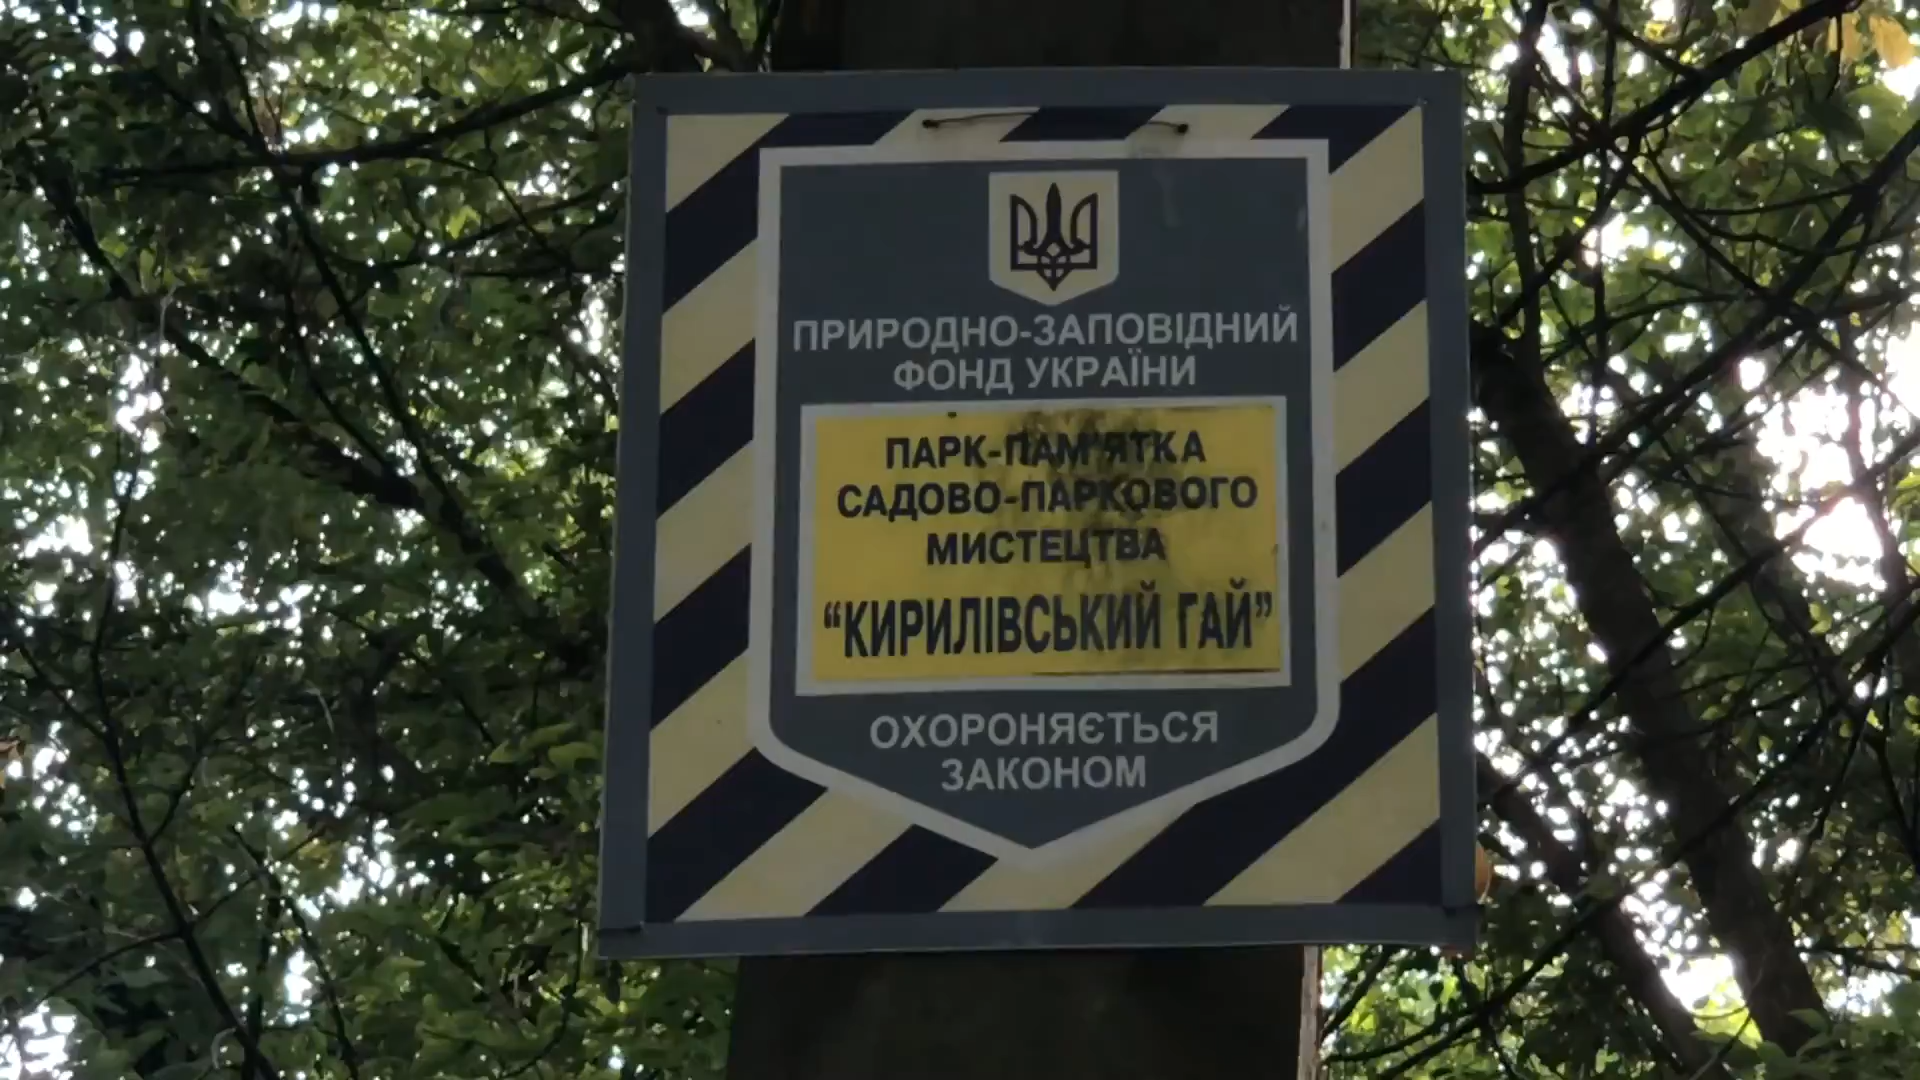 ПРИРОДНО-ЗАПОВІДНИЙ
ФОНД УКРАЇНИ
ПАРК-ПАМ'ЯТКА
САДОВО-ПАРКОВОГО
МИСТЕЦТВА
“КИРИЛІВСЬКИЙ ГАЙ”
ОХОРОНЯЄТЬСЯ
ЗАКОНОМ